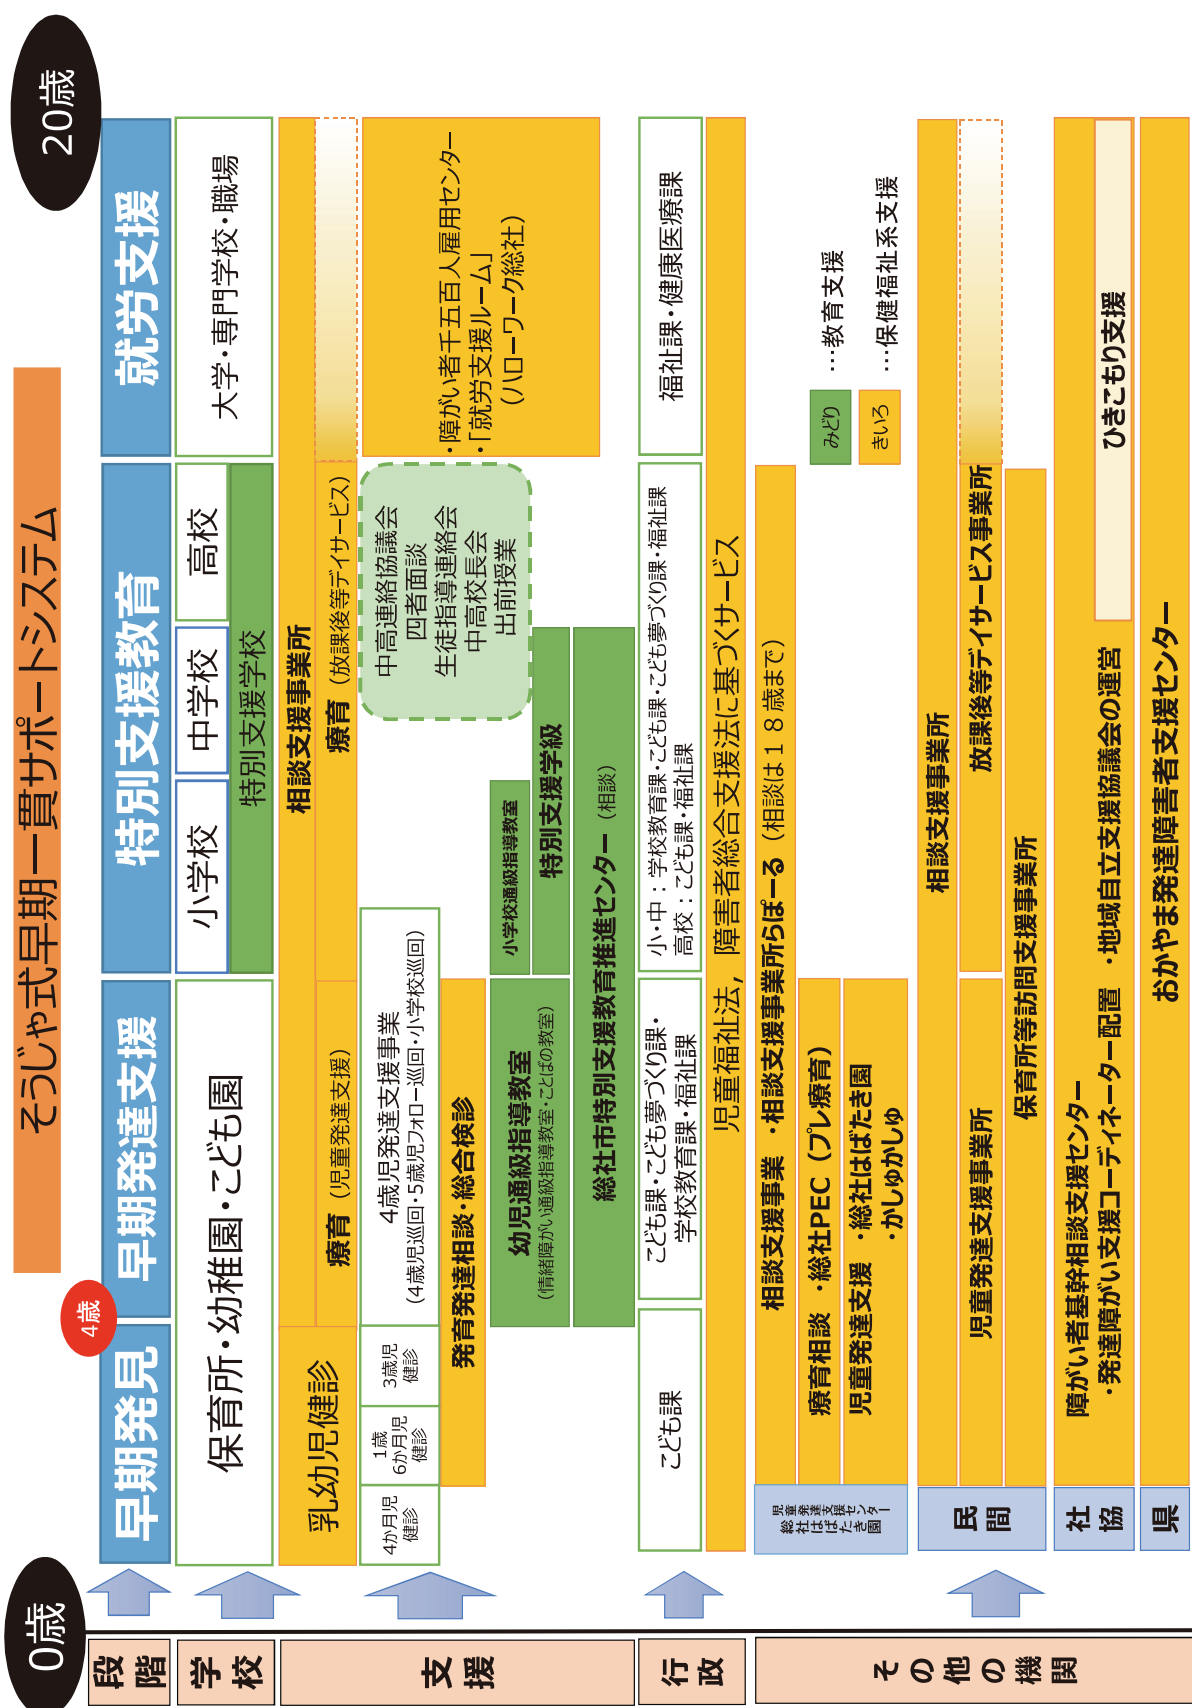 そうじゃ式早期一貫サポートシステム
0歳
4歳
20歳
段階
早期発見
早期発達支援
特別支援教育
就労支援
学校
保育所・幼稚園・こども園
小学校
中学校
高校
特別支援学校
大学・専門学校・職場
支援
乳幼児健診
相談支援事業所
療育（児童発達支援）
療育（放課後等デイサービス）
4か月児
健診
1歳
6か月児
健診
3歳児
健診
4歳児発達支援事業
（4歳児巡回・5歳児フォロー巡回・小学校巡回）
発育発達相談・総合検診
幼児通級指導教室
（情緒障がい通級指導教室・ことばの教室）
小学校通級指導教室
特別支援学級
総社市特別支援教育推進センター（相談）
中高連絡協議会
四者面談
生徒指導連絡会
中高校長会
出前授業
・障がい者千五百人雇用センター
・「就労支援ルーム」
（ハローワーク総社）
行政
こども課
こども課・こども夢づくり課・
学校教育課・福祉課
小・中：学校教育課・こども課・こども夢づくり課・福祉課
高校：こども課・福祉課
福祉課・健康医療課
児童福祉法，障害者総合支援法に基づくサービス
その他の機関
児童発達支援センター
総社はばたき園
相談支援事業 ・相談支援事業所らぽーる（相談は１８歳まで）
療育相談 ・総社PEC（プレ療育）
児童発達支援 ・総社はばたき園
・かしゅかしゅ
みどり
…教育支援
きいろ
…保健福祉系支援
民間
相談支援事業所
児童発達支援事業所
放課後等デイサービス事業所
保育所等訪問支援事業所
社協
障がい者基幹相談支援センター
・発達障がい支援コーディネーター配置 ・地域自立支援協議会の運営
ひきこもり支援
県
おかやま発達障害者支援センター